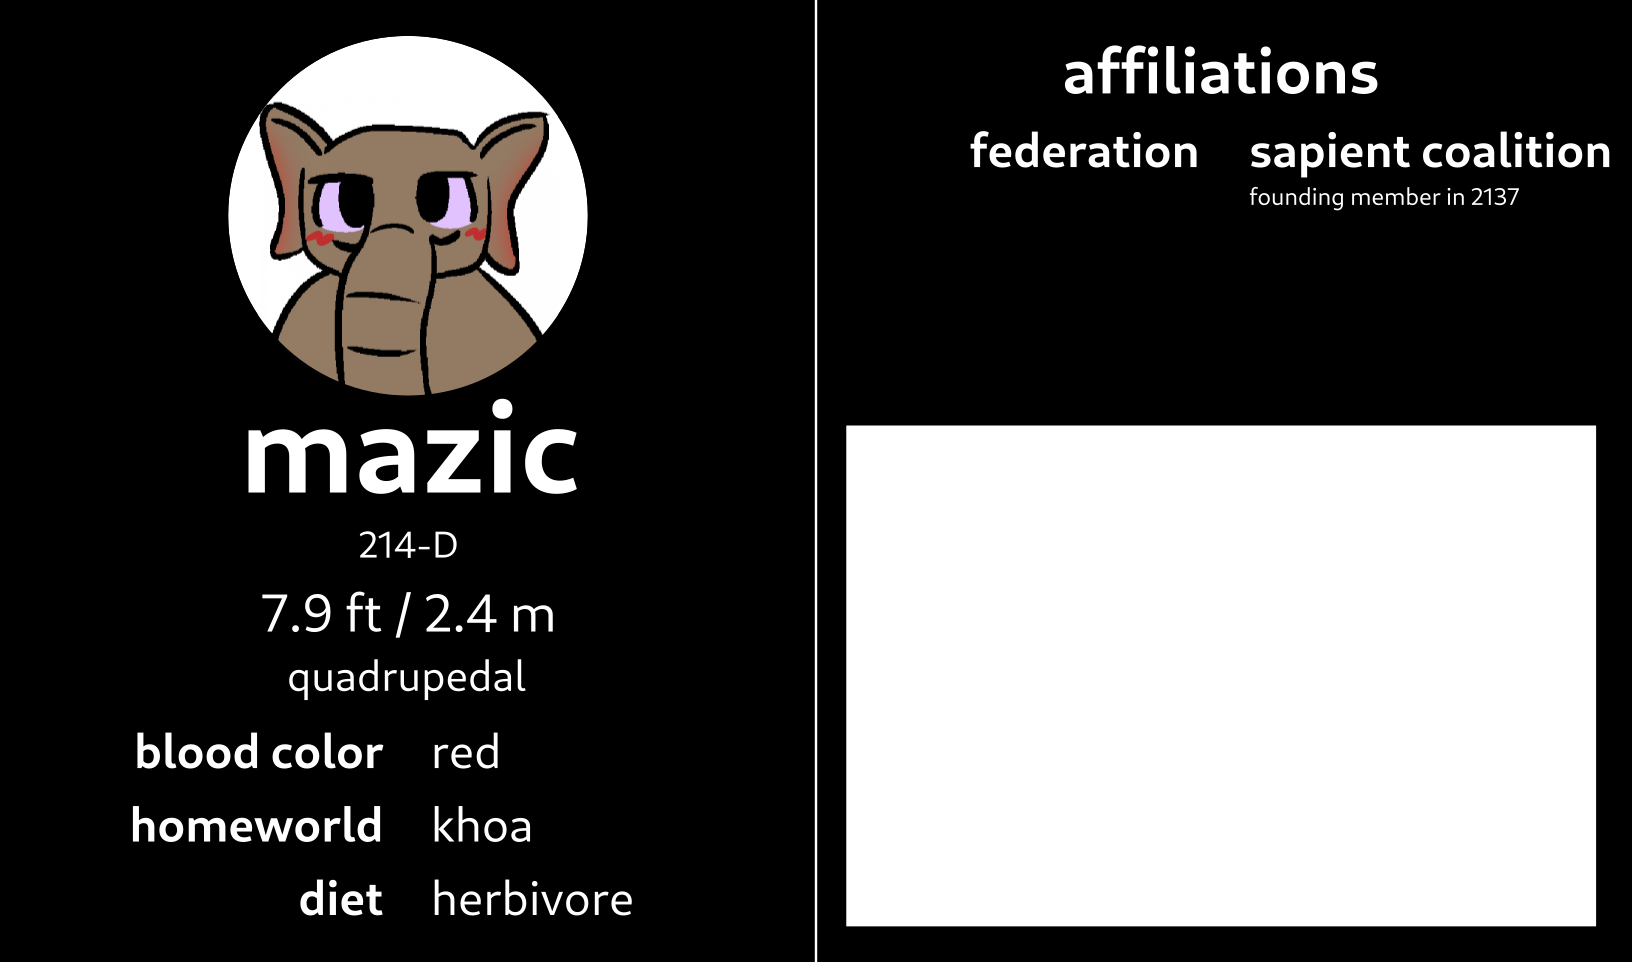 mazic
214-D
7.9 ft / 2.4 m
quadrupedal
blood color red
homeworld khoa
diet herbivore
affiliations
federation sapient coalition
founding member in 2137